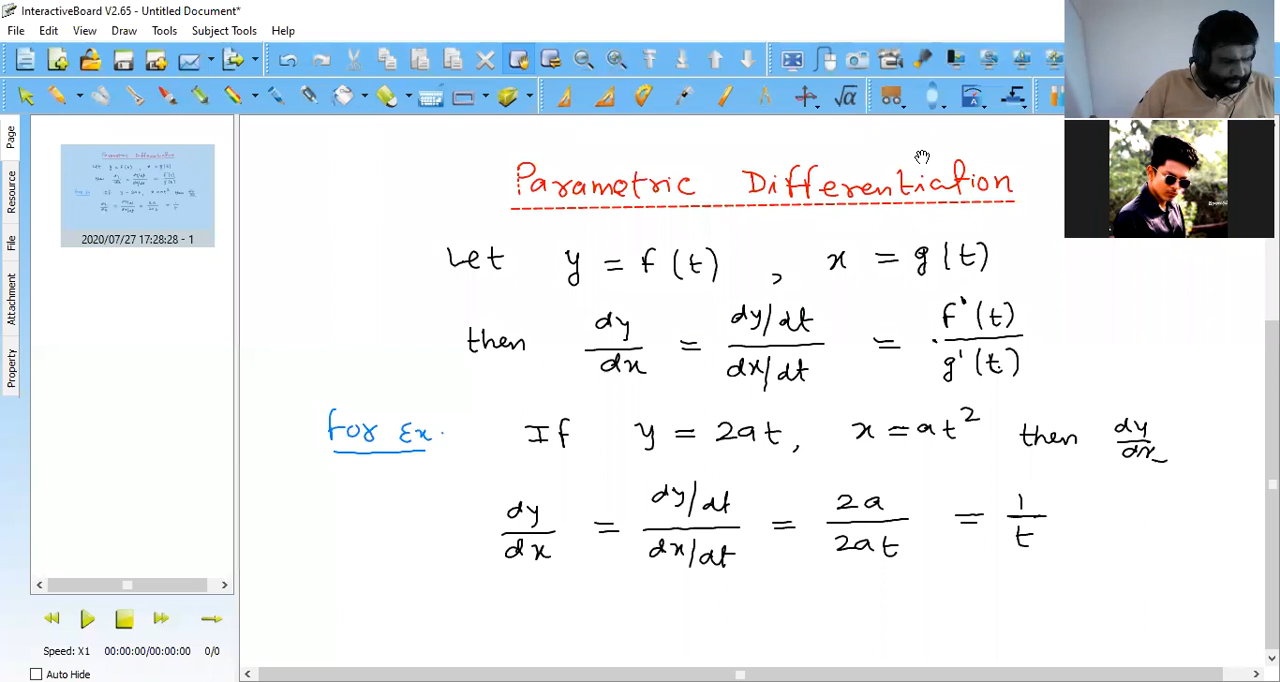 InteractiveBoard V2.65 - Untitled Document*
File Edit View Draw Tools Subject Tools Help
Page
Resource
File
Attachment
Property
2020/07/27 17:28:28 - 1
Speed: X1 00:00:00/00:00:00 0/0
Auto Hide
Parametric Differentiation
Let y = f(t), x = g(t)
then dy/dx = (dy/dt)/(dx/dt) = f'(t)/g'(t)
For Ex. If y = 2at, x = at² then dy/dx
dy/dx = (dy/dt)/(dx/dt) = 2a/2at = 1/t